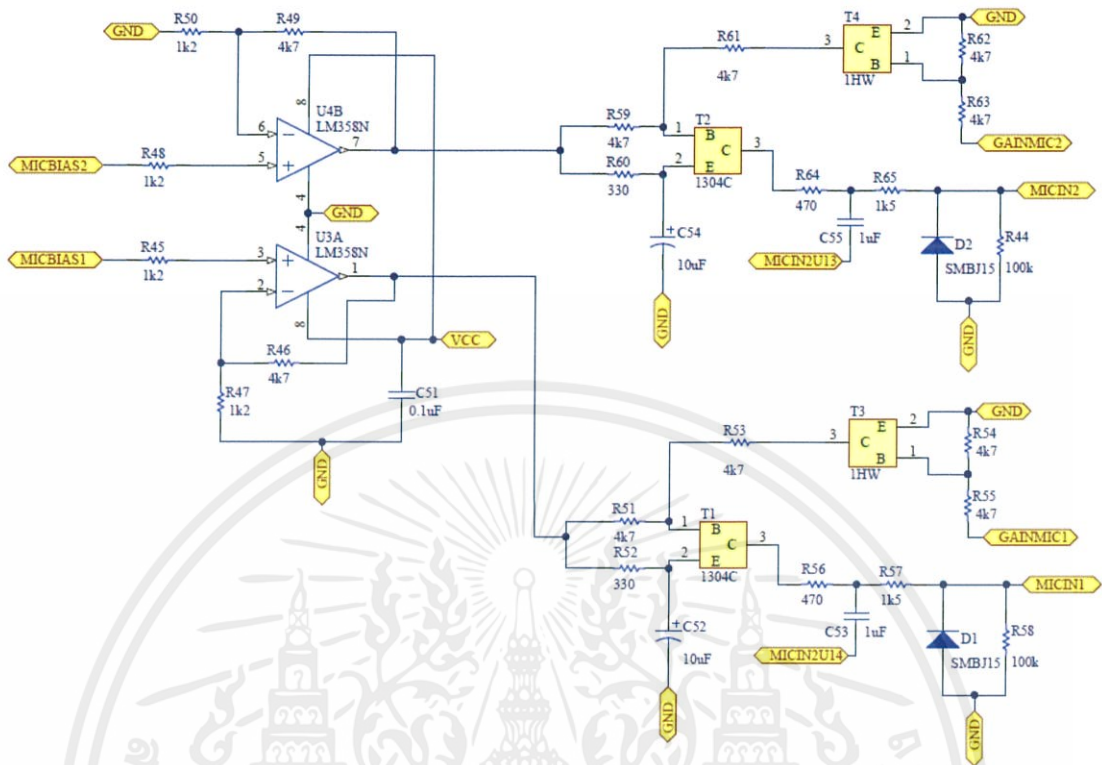 GND
R50
1k2
R49
4k7
8
U4B
LM358N
6
7
5
MICBIAS2
R48
1k2
4
GND
4
U3A
LM358N
MICBIAS1
R45
1k2
3
1
2
8
VCC
R46
4k7
R47
1k2
C51
0.1uF
GND
R61
4k7
T4
3
C
E
B
2
1
1HW
GND
R62
4k7
R63
4k7
GAINMIC2
R59
4k7
R60
330
T2
1
B
C
2
E
3
1304C
R64
470
R65
1k5
MICIN2
C54
10uF
C55
1uF
MICIN2U13
D2
SMBJ15
R44
100k
GND
GND
R53
4k7
T3
3
C
E
B
2
1
1HW
GND
R54
4k7
R55
4k7
GAINMIC1
R51
4k7
R52
330
T1
1
B
C
2
E
3
1304C
R56
470
R57
1k5
MICIN1
C52
10uF
C53
1uF
MICIN2U14
D1
SMBJ15
R58
100k
GND
GND